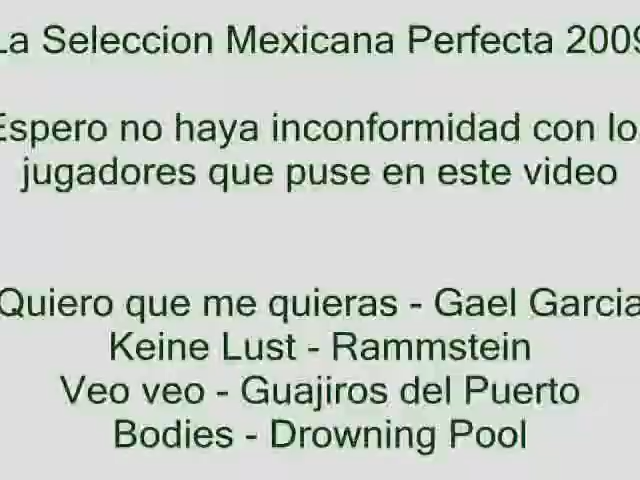 La Seleccion Mexicana Perfecta 2009
Espero no haya inconformidad con lo
jugadores que puse en este video
Quiero que me quieras - Gael Garcia
Keine Lust - Rammstein
Veo veo - Guajiros del Puerto
Bodies - Drowning Pool